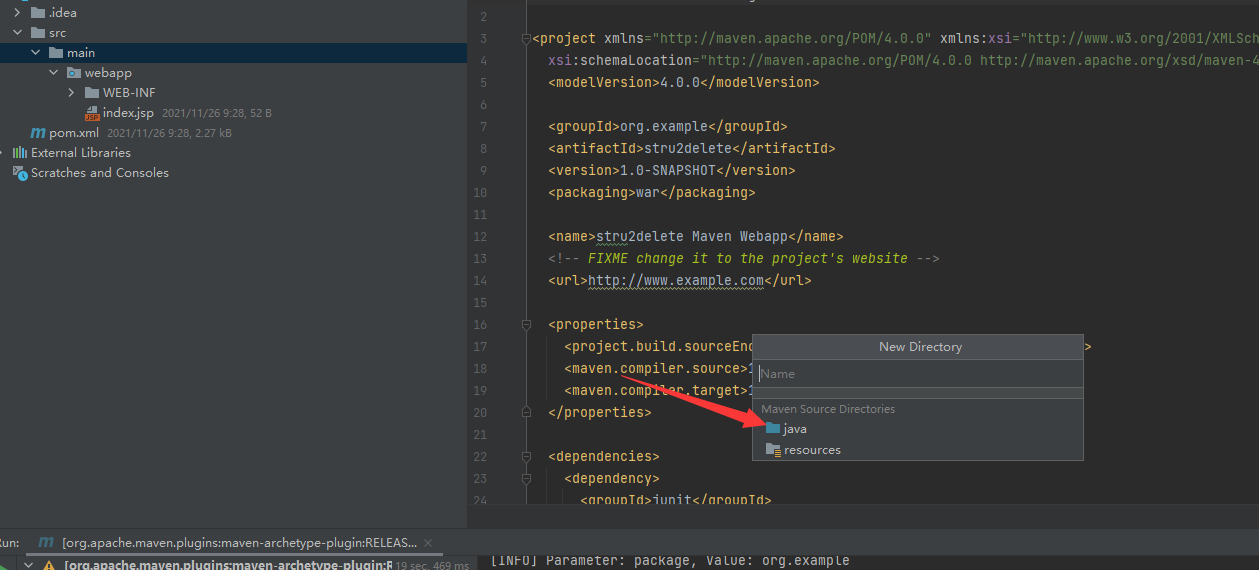 .idea
src
main
webapp
WEB-INF
index.jsp 2021/11/26 9:28, 52 B
pom.xml 2021/11/26 9:28, 2.27 kB
External Libraries
Scratches and Consoles
2
3 <project xmlns="http://maven.apache.org/POM/4.0.0" xmlns:xsi="http://www.w3.org/2001/XMLSch
4 xsi:schemaLocation="http://maven.apache.org/POM/4.0.0 http://maven.apache.org/xsd/maven-4
5 <modelVersion>4.0.0</modelVersion>
6
7 <groupId>org.example</groupId>
8 <artifactId>stru2delete</artifactId>
9 <version>1.0-SNAPSHOT</version>
10 <packaging>war</packaging>
11
12 <name>stru2delete Maven Webapp</name>
13 <!-- FIXME change it to the project's website -->
14 <url>http://www.example.com</url>
15
16 <properties>
17 <project.build.sourceEnc >
18 <maven.compiler.source>1
19 <maven.compiler.target>1
20 </properties>
21
22 <dependencies>
23 <dependency>
24 <groupId>junit</groupId>
New Directory
Name
Maven Source Directories
java
resources
un: [org.apache.maven.plugins:maven-archetype-plugin:RELEAS...
[org.apache.maven.plugins:maven-archetype-plugin:R 19 sec, 469 ms
[INFO] Parameter: package, Value: org.example